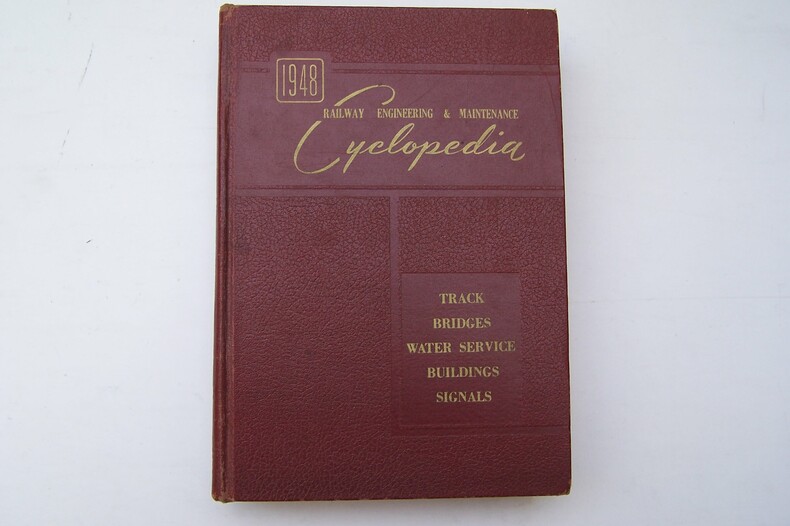 1948
RAILWAY ENGINEERING & MAINTENANCE
Cyclopedia
TRACK
BRIDGES
WATER SERVICE
BUILDINGS
SIGNALS